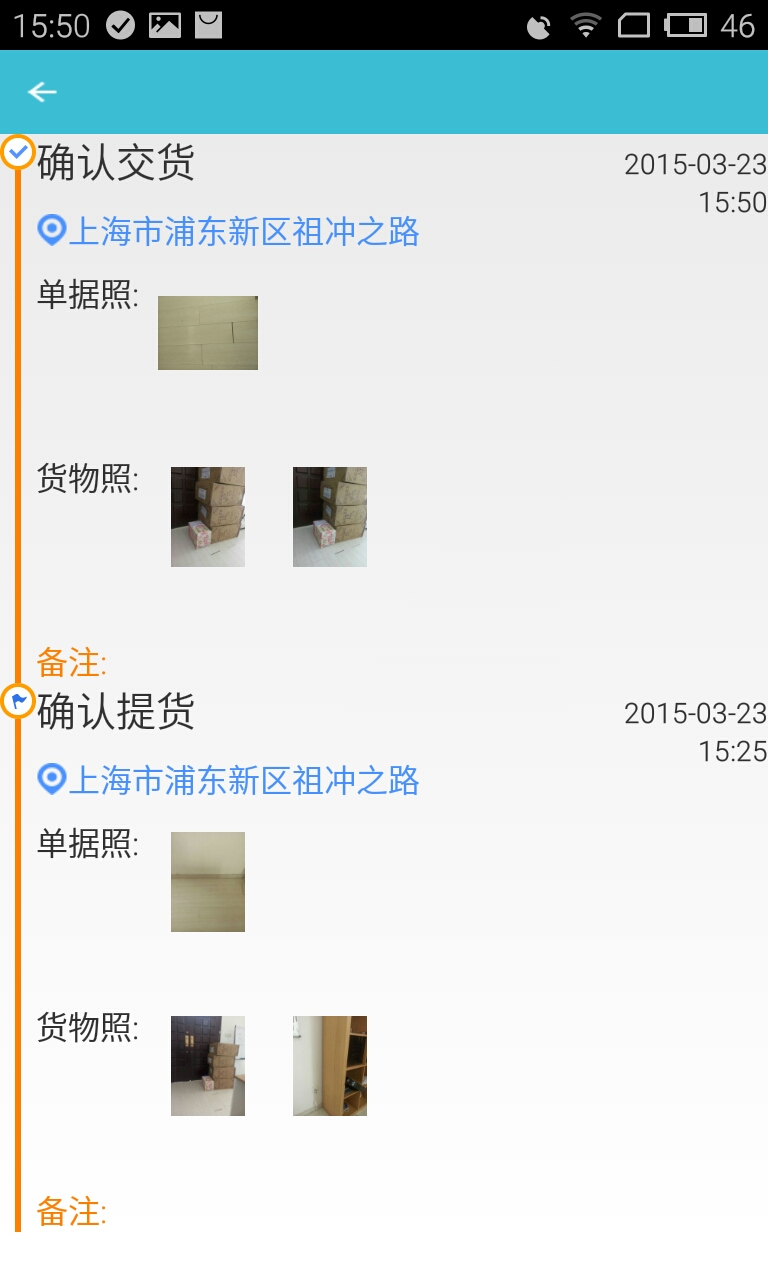 15:50
46
确认交货
2015-03-23
15:50
上海市浦东新区祖冲之路
单据照:
货物照:
备注:
确认提货
2015-03-23
15:25
上海市浦东新区祖冲之路
单据照:
货物照:
备注: